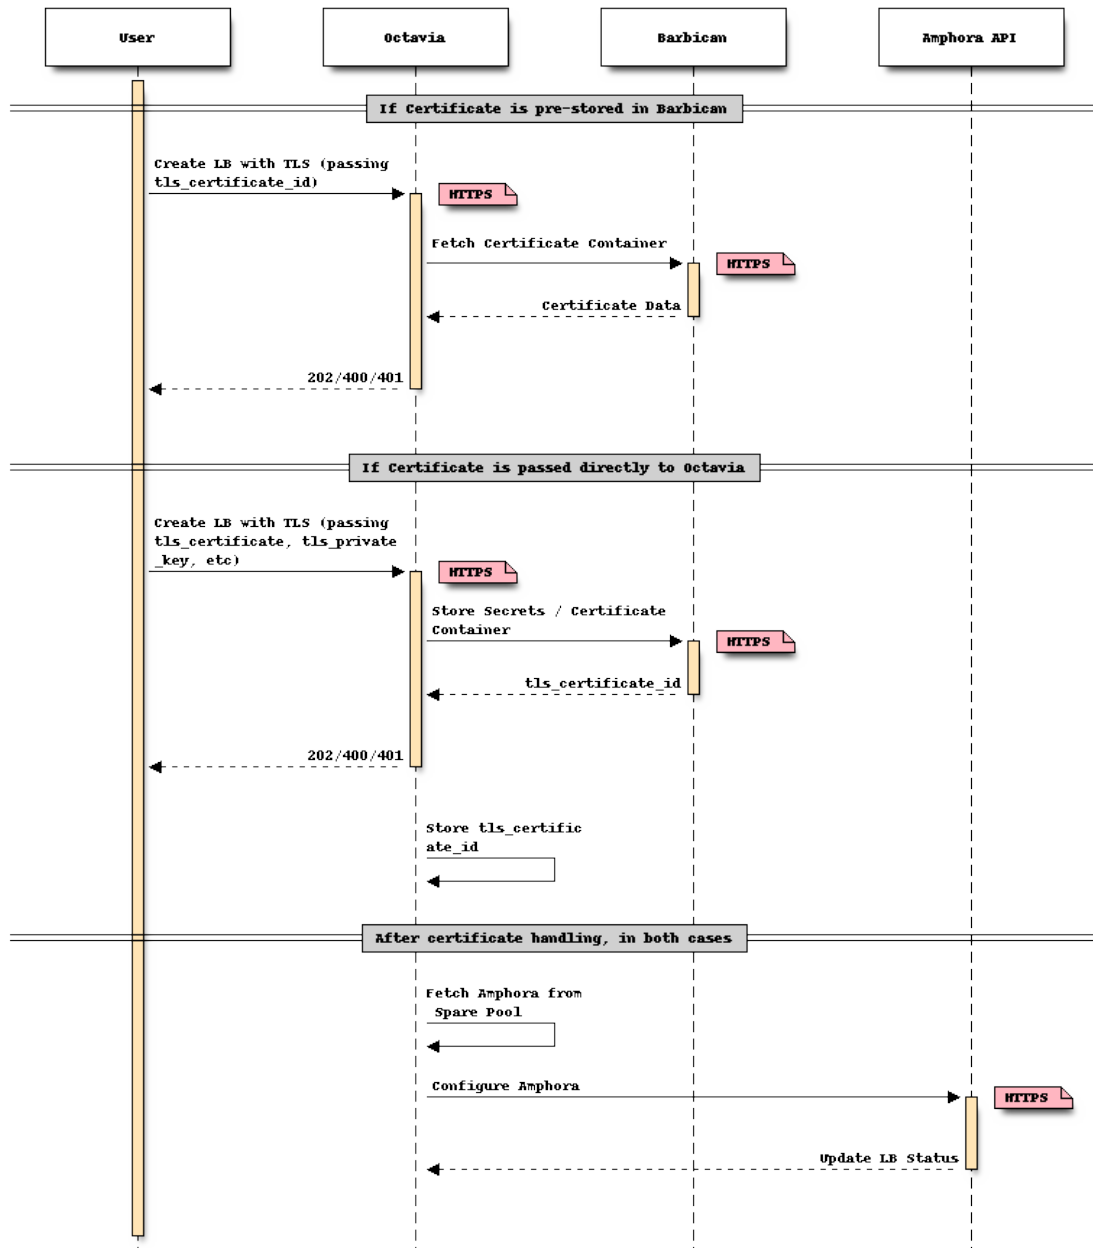 User
Octavia
Barbican
Amphora API
If Certificate is pre-stored in Barbican
Create LB with TLS (passing
tls_certificate_id)
HTTPS
Fetch Certificate Container
HTTPS
Certificate Data
202/400/401
If Certificate is passed directly to Octavia
Create LB with TLS (passing
tls_certificate, tls_private
_key, etc)
HTTPS
Store Secrets / Certificate
Container
HTTPS
tls_certificate_id
202/400/401
Store tls_certific
ate_id
After certificate handling, in both cases
Fetch Amphora from
Spare Pool
Configure Amphora
HTTPS
Update LB Status